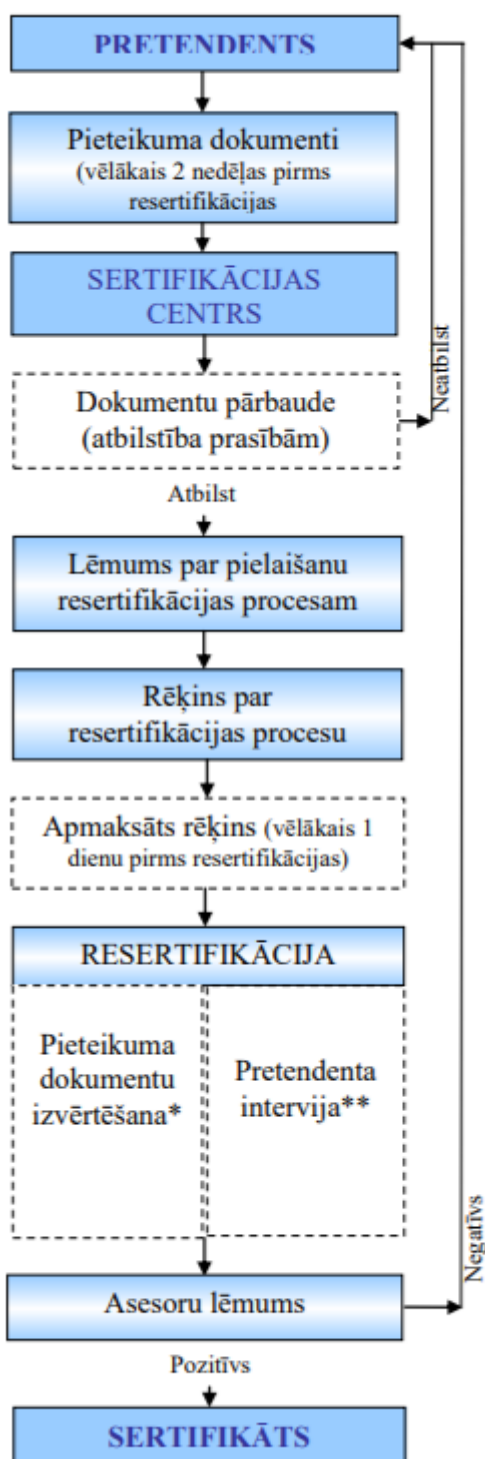 PRETENDENTS
Pieteikuma dokumenti
(vēlākais 2 nedēļas pirms
resertifikācijas
SERTIFIKĀCIJAS
CENTRS
Dokumentu pārbaude
(atbilstība prasībām)
Neatbilst
Atbilst
Lēmums par pielaišanu
resertifikācijas procesam
Rēķins par
resertifikācijas procesu
Apmaksāts rēķins (vēlākais 1
dienu pirms resertifikācijas)
RESERTIFIKĀCIJA
Pieteikuma
dokumentu
izvērtēšana*
Pretendenta
intervija**
Asesoru lēmums
Negatīvs
Pozitīvs
SERTIFIKĀTS